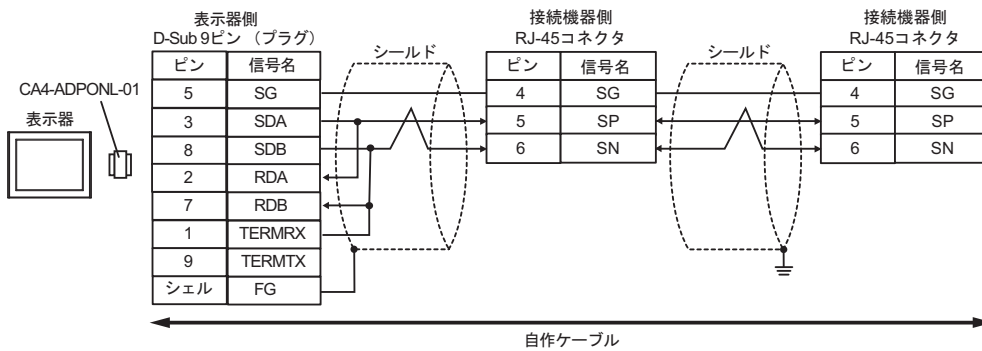 表示器側
D-Sub 9ピン （プラグ）
接続機器側
RJ-45コネクタ
接続機器側
RJ-45コネクタ
ピン 信号名
シールド
ピン 信号名
シールド
ピン 信号名
CA4-ADPONL-01
表示器
5 SG
3 SDA
8 SDB
2 RDA
7 RDB
1 TERMRX
9 TERMTX
シェル FG
4 SG
5 SP
6 SN
4 SG
5 SP
6 SN
自作ケーブル